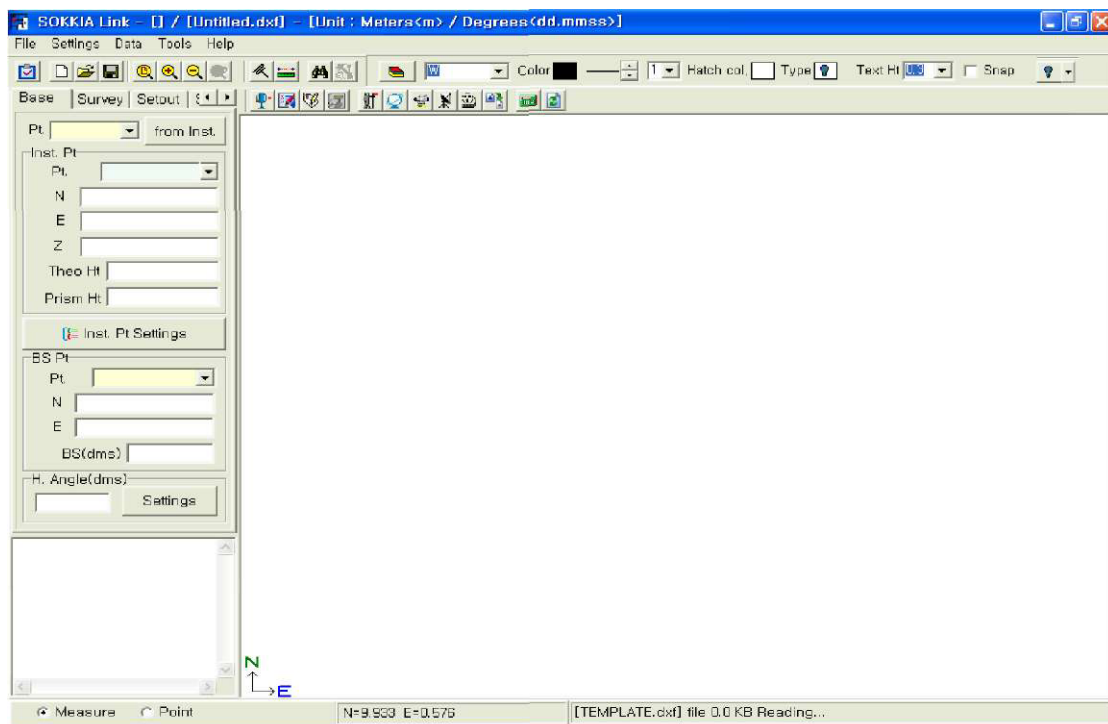 SOKKIA Link - [] / [Untitled.dxf] - [Unit : Meters<m> / Degrees<dd.mmss>]
File Settings Data Tools Help
Color 1 Hatch col. Type Text Ht Snap
Base Survey Setout
Pt. from Inst.
Inst. Pt
Pt.
N
E
Z
Theo Ht
Prism Ht
Inst. Pt Settings
BS Pt
Pt.
N
E
BS(dms)
H. Angle(dms)
Settings
N
E
Measure Point N=9.933 E=0.576 [TEMPLATE.dxf] file 0.0 KB Reading...